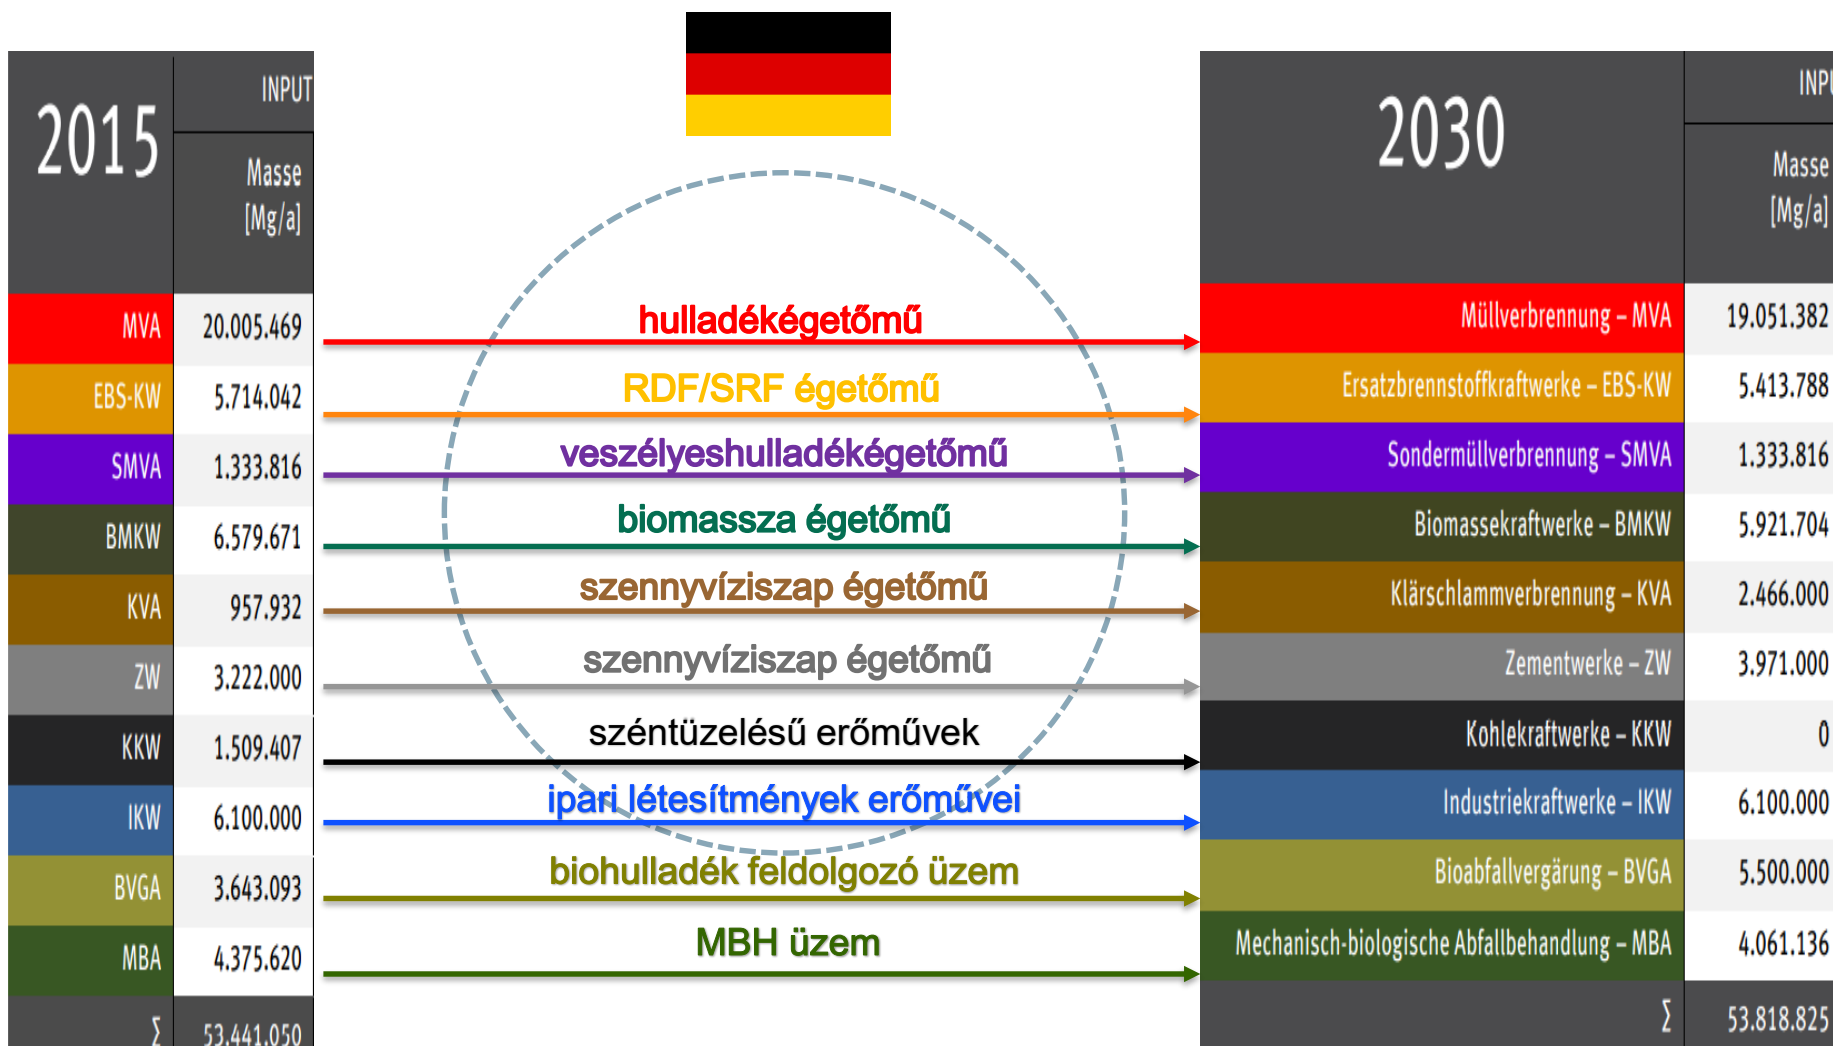 2015
INPUT
Masse
[Mg/a]
MVA 20.005.469
EBS-KW 5.714.042
SMVA 1.333.816
BMKW 6.579.671
KVA 957.932
ZW 3.222.000
KKW 1.509.407
IKW 6.100.000
BVGA 3.643.093
MBA 4.375.620
Σ 53.441.050
hulladékégetőmű
RDF/SRF égetőmű
veszélyeshulladékégetőmű
biomassza égetőmű
szennyvíziszap égetőmű
szennyvíziszap égetőmű
széntüzelésű erőművek
ipari létesítmények erőművei
biohulladék feldolgozó üzem
MBH üzem
2030
INPU
Masse
[Mg/a]
Müllverbrennung – MVA 19.051.382
Ersatzbrennstoffkraftwerke – EBS-KW 5.413.788
Sondermüllverbrennung – SMVA 1.333.816
Biomassekraftwerke – BMKW 5.921.704
Klärschlammverbrennung – KVA 2.466.000
Zementwerke – ZW 3.971.000
Kohlekraftwerke – KKW 0
Industriekraftwerke – IKW 6.100.000
Bioabfallvergärung – BVGA 5.500.000
Mechanisch-biologische Abfallbehandlung – MBA 4.061.136
Σ 53.818.825